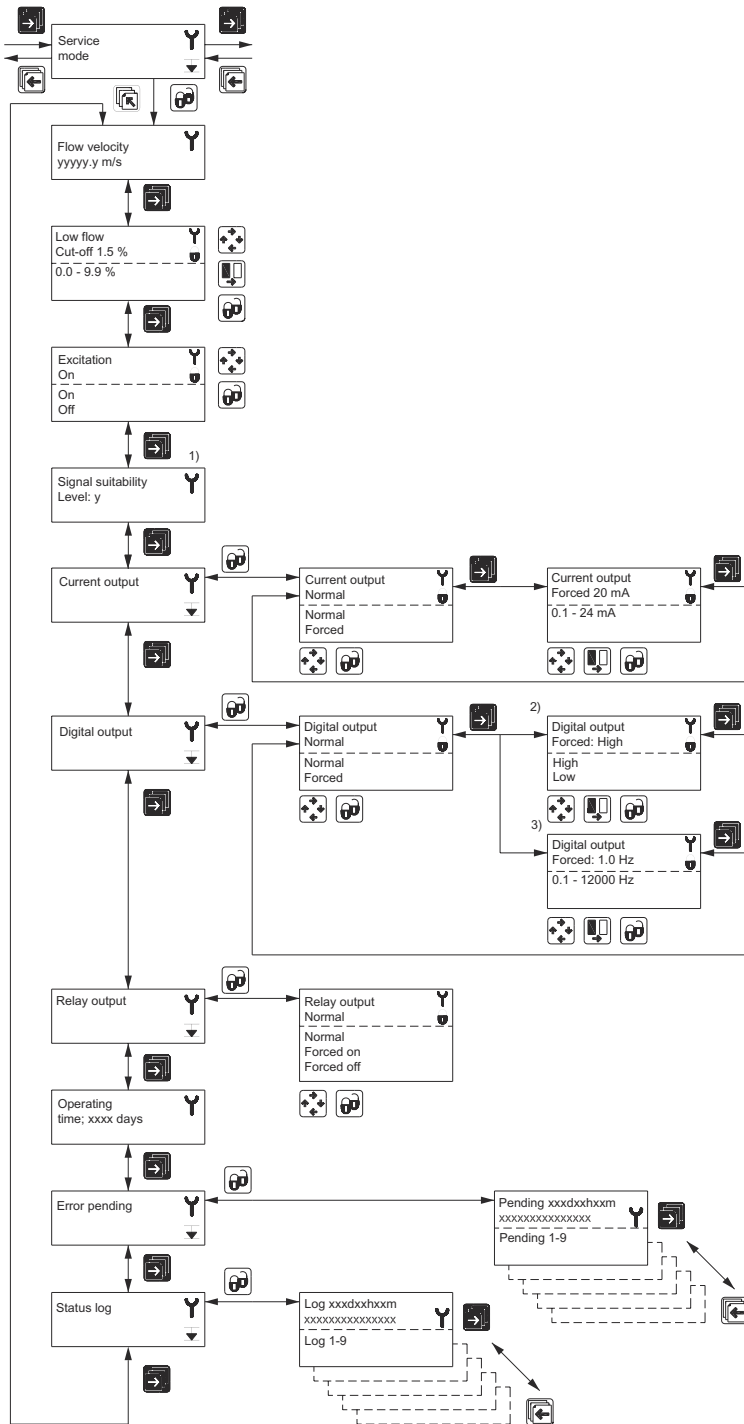 Service
mode
Flow velocity
yyyyy.y m/s
Low flow
Cut-off 1.5 %
0.0 - 9.9 %
Excitation
On
On
Off
1)
Signal suitability
Level: y
Current output
Current output
Normal
Normal
Forced
Current output
Forced 20 mA
0.1 - 24 mA
Digital output
Digital output
Normal
Normal
Forced
2)
Digital output
Forced: High
High
Low
3)
Digital output
Forced: 1.0 Hz
0.1 - 12000 Hz
Relay output
Relay output
Normal
Normal
Forced on
Forced off
Operating
time; xxxx days
Error pending
Pending xxxdxxhxxm
xxxxxxxxxxxxxxx
Pending 1-9
Status log
Log xxxdxxhxxm
xxxxxxxxxxxxxxx
Log 1-9